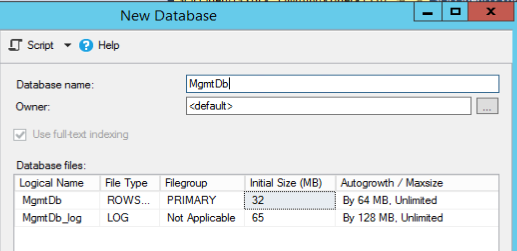 New Database
Script Help
Database name: MgmtDb
Owner: <default> ...
Use full-text indexing
Database files:
Logical Name File Type Filegroup Initial Size (MB) Autogrowth / Maxsize
MgmtDb ROWS... PRIMARY 32 By 64 MB, Unlimited
MgmtDb_log LOG Not Applicable 65 By 128 MB, Unlimited